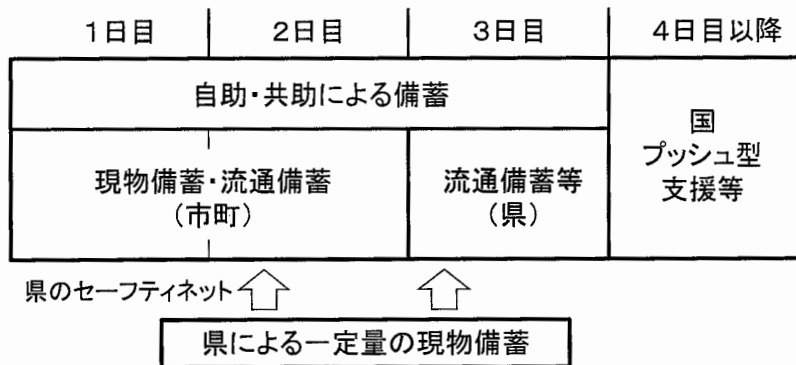 1日目 2日目 3日目 4日目以降
自助・共助による備蓄
国
プッシュ型
支援等
現物備蓄・流通備蓄
(市町)
流通備蓄等
(県)
県のセーフティネット
県による一定量の現物備蓄